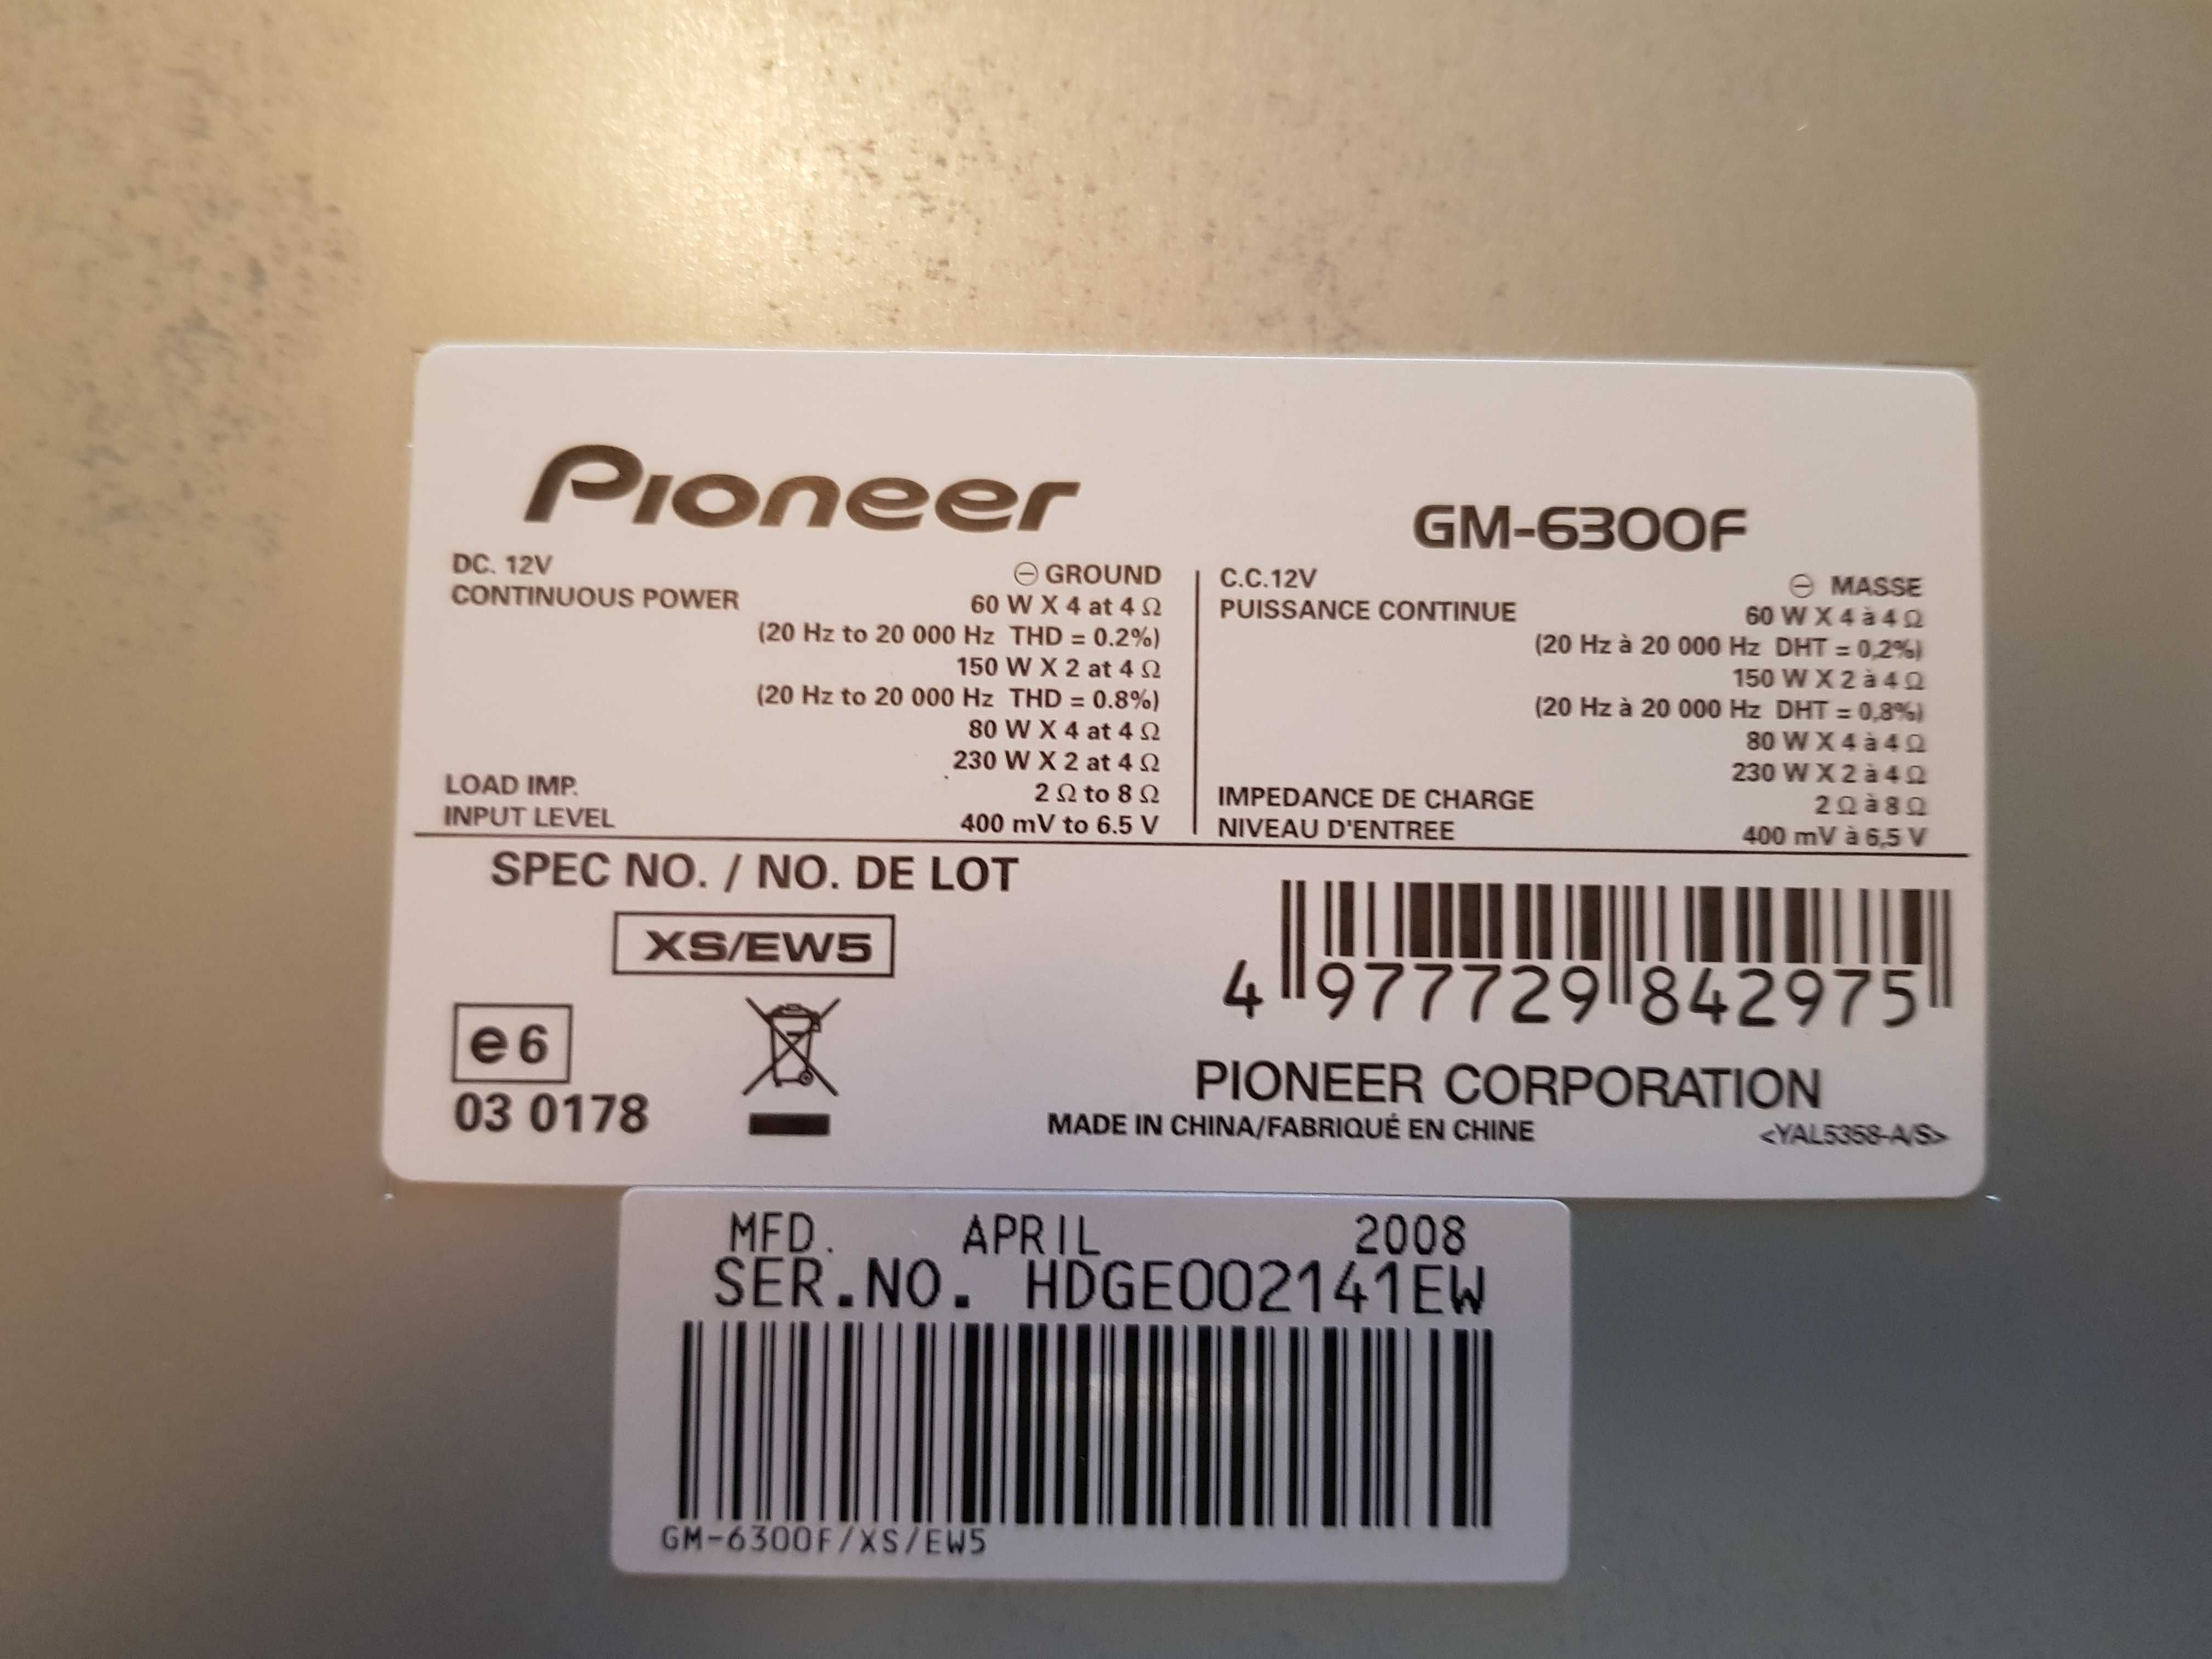 Pioneer
GM-6300F
DC. 12V ⊖ GROUND
CONTINUOUS POWER 60 W X 4 at 4 Ω
(20 Hz to 20 000 Hz THD = 0.2%)
150 W X 2 at 4 Ω
(20 Hz to 20 000 Hz THD = 0.8%)
80 W X 4 at 4 Ω
230 W X 2 at 4 Ω
LOAD IMP. 2 Ω to 8 Ω
INPUT LEVEL 400 mV to 6.5 V
C.C.12V ⊖ MASSE
PUISSANCE CONTINUE 60 W X 4 à 4 Ω
(20 Hz à 20 000 Hz DHT = 0,2%)
150 W X 2 à 4 Ω
(20 Hz à 20 000 Hz DHT = 0,8%)
80 W X 4 à 4 Ω
230 W X 2 à 4 Ω
IMPEDANCE DE CHARGE 2 Ω à 8 Ω
NIVEAU D'ENTREE 400 mV à 6,5 V
SPEC NO. / NO. DE LOT
XS/EW5
4 977729 842975
e6
03 0178
PIONEER CORPORATION
MADE IN CHINA/FABRIQUÉ EN CHINE <YAL5358-A/S>
MFD. APRIL 2008
SER.NO. HDGE002141EW
GM-6300F/XS/EW5